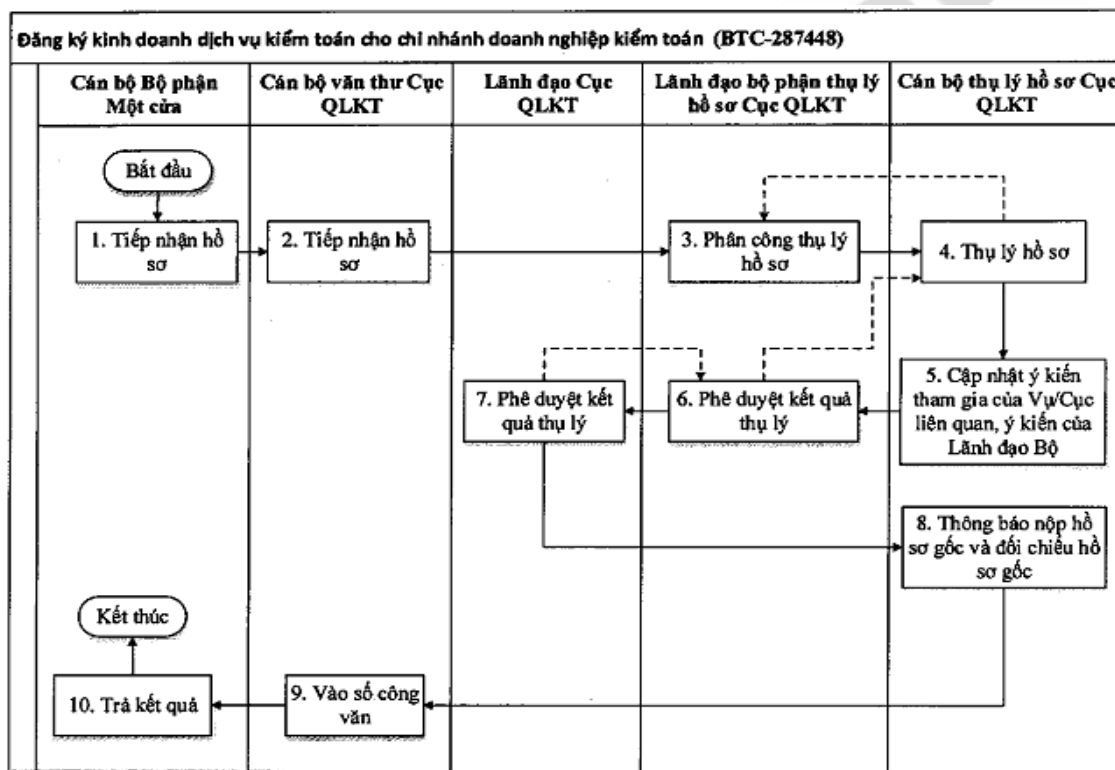 Đăng ký kinh doanh dịch vụ kiểm toán cho chi nhánh doanh nghiệp kiểm toán (BTC-287448)
Cán bộ Bộ phận
Một cửa
Cán bộ văn thư Cục
QLKT
Lãnh đạo Cục
QLKT
Lãnh đạo bộ phận thụ lý
hồ sơ Cục QLKT
Cán bộ thụ lý hồ sơ Cục
QLKT
Bắt đầu
1. Tiếp nhận hồ
sơ
2. Tiếp nhận hồ
sơ
3. Phân công thụ lý
hồ sơ
4. Thụ lý hồ sơ
5. Cập nhật ý kiến
tham gia của Vụ/Cục
liên quan, ý kiến của
Lãnh đạo Bộ
6. Phê duyệt kết quả
thụ lý
7. Phê duyệt kết
quả thụ lý
8. Thông báo nộp hồ
sơ gốc và đối chiếu hồ
sơ gốc
9. Vào số công
văn
10. Trả kết quả
Kết thúc